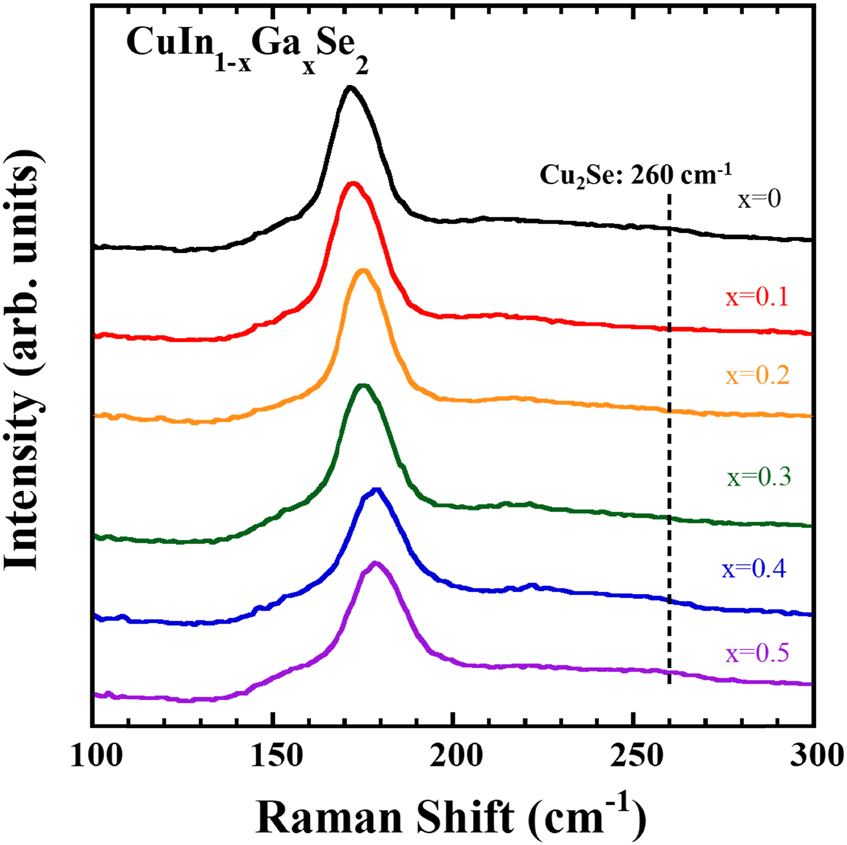 CuIn₁₋ₓGaₓSe₂
Cu₂Se: 260 cm⁻¹
x=0
x=0.1
x=0.2
x=0.3
x=0.4
x=0.5
Intensity (arb. units)
100 150 200 250 300
Raman Shift (cm⁻¹)